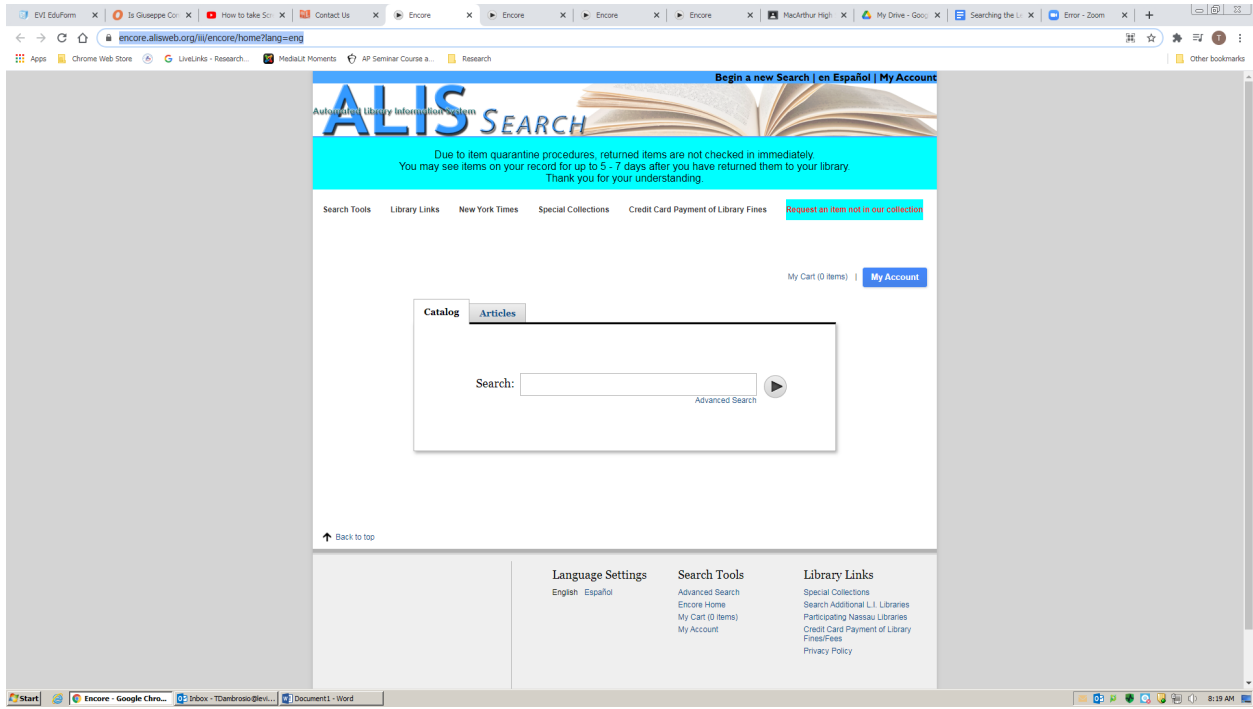 EVI EduForm
Is Giuseppe Con
How to take Scr
Contact Us
Encore
Encore
Encore
Encore
MacArthur High
My Drive - Goog
Searching the L
Error - Zoom
encore.alisweb.org/iii/encore/home?lang=eng
T
Apps
Chrome Web Store
LiveLinks - Research...
MediaLit Moments
AP Seminar Course a...
Research
Other bookmarks
Begin a new Search | en Español | My Account
ALIS SEARCH
Automated Library Information System
Due to item quarantine procedures, returned items are not checked in immediately.
You may see items on your record for up to 5 - 7 days after you have returned them to your library.
Thank you for your understanding.
Search Tools
Library Links
New York Times
Special Collections
Credit Card Payment of Library Fines
Request an item not in our collection
My Cart (0 items) | My Account
Catalog
Articles
Search:
Advanced Search
Back to top
Language Settings
English Español
Search Tools
Advanced Search
Encore Home
My Cart (0 items)
My Account
Library Links
Special Collections
Search Additional L.I. Libraries
Participating Nassau Libraries
Credit Card Payment of Library
Fines/Fees
Privacy Policy
Start
Encore - Google Chro...
Inbox - TDambrosio@levi...
Document1 - Word
8:19 AM